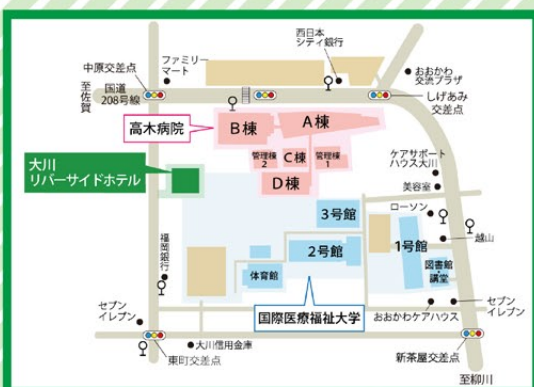 西日本
シティ銀行
ファミリー
マート
中原交差点
おおかわ
交流プラザ
至佐賀
国道
208号線
しげあみ
交差点
高木病院
B棟
A棟
管理棟
2
C棟
管理棟
1
D棟
ケアサポート
ハウス大川
美容室
大川
リバーサイドホテル
3号館
ローソン
1号館
越山
2号館
福岡銀行
体育館
図書館
講堂
国際医療福祉大学
おおかわケアハウス
セブン
イレブン
セブン
イレブン
大川信用金庫
東町交差点
新茶屋交差点
至柳川